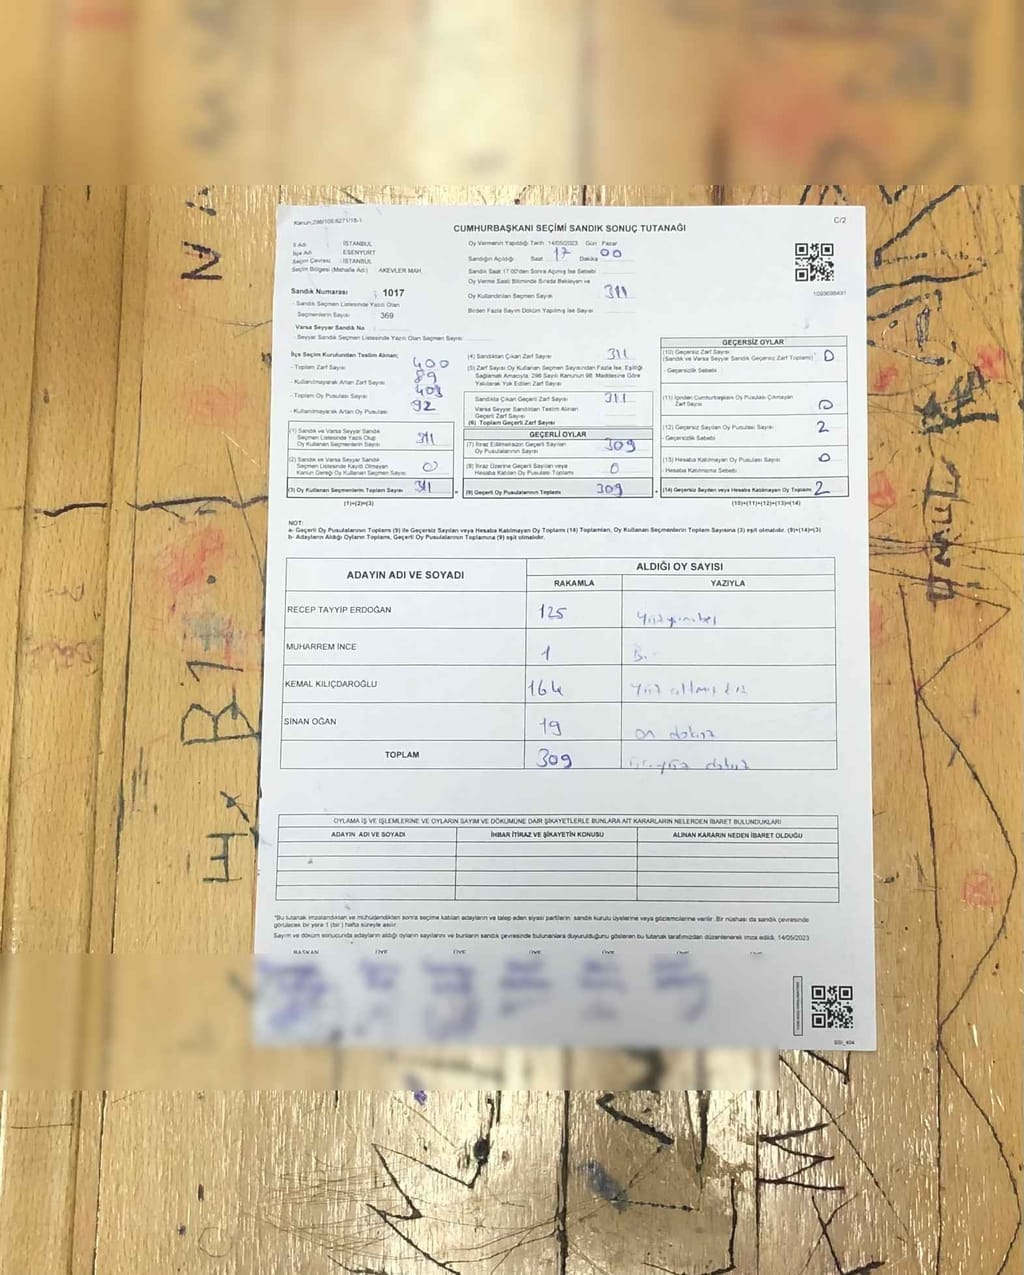 Kanun:298/108:6271/18-1
CUMHURBAŞKANI SEÇİMİ SANDIK SONUÇ TUTANAĞI
C/2
İl Adı : İSTANBUL
İlçe Adı : ESENYURT
Seçim Çevresi : İSTANBUL
Seçim Bölgesi (Mahalle Ad.) : AKEVLER MAH.
Sandık Numarası : 1017
- Sandık Seçmen Listesinde Yazılı Olan
Seçmenlerin Sayısı : 369
Varsa Seyyar Sandık No
- Seyyar Sandık Listesinde Yazılı Olan Seçmen Sayısı
Oy Vermenin Yapıldığı Tarih 14/05/2023 Gün Pazar
Sandığın Açıldığı Saat 17 Dakika 00
Sandık Saat 17:00'den Sonra Açılmış İse Sebebi
Oy Verme Saati Bitiminde Sırada Bekleyen ve
Oy Kullandırılan Seçmen Sayısı 311
Birden Fazla Sayım Döküm Yapılmış İse Sayısı
İlçe Seçim Kurulundan Teslim Alınan;
- Toplam Zarf Sayısı 400
- Kullanılmayarak Artan Zarf Sayısı 89
- Toplam Oy Pusulası Sayısı 403
- Kullanılmayarak Artan Oy Pusulası 92
(1) Sandık ve Varsa Seyyar Sandık
Seçmen Listesinde Yazılı Olup
Oy Kullanan Seçmenlerin Sayısı 311
(2) Sandık ve Varsa Seyyar Sandık
Seçmen Listesinde Kayıtlı Olmayan
Kanun Gereği Oy Kullanan Seçmen Sayısı 0
(3) Oy Kullanan Seçmenlerin Toplam Sayısı 311
(1)+(2)=(3)
(4) Sandıktan Çıkan Zarf Sayısı 311
(5) Zarf Sayısı Oy Kullanan Seçmen Sayısından Fazla İse, Eşitliği
Sağlamak Amacıyla; 298 Sayılı Kanunun 98. Maddesine Göre
Yakılarak Yok Edilen Zarf Sayısı
Sandıkta Çıkan Geçerli Zarf Sayısı 311
Varsa Seyyar Sandıktan Teslim Alınan
Geçerli Zarf Sayısı
(6) Toplam Geçerli Zarf Sayısı
GEÇERLİ OYLAR
(7) İtiraz Edilmeksizin Geçerli Sayılan
Oy Pusulalarının Sayısı 309
(8) İtiraz Üzerine Geçerli Sayılan veya
Hesaba Katılan Oy Pusulası Toplamı 0
(9) Geçerli Oy Pusulalarının Toplamı 309
GEÇERSİZ OYLAR
(10) Geçersiz Zarf Sayısı
(Sandık ve Varsa Seyyar Sandık Geçersiz Zarf Toplamı) 0
- Geçersizlik Sebebi
(11) İçinden Cumhurbaşkanı Oy Pusulası Çıkmayan
Zarf Sayısı 0
(12) Geçersiz Sayılan Oy Pusulası Sayısı 2
- Geçersizlik Sebebi
(13) Hesaba Katılmayan Oy Pusulası Sayısı 0
- Hesaba Katılmama Sebebi
(14) Geçersiz Sayılan veya Hesaba Katılmayan Oy Toplamı 2
(10)+(11)+(12)+(13)=(14)
NOT:
a- Geçerli Oy Pusulalarının Toplamı (9) ile Geçersiz Sayılan veya Hesaba Katılmayan Oy Toplamı (14) Toplamları, Oy Kullanan Seçmenlerin Toplam Sayısına (3) eşit olmalıdır. (9)+(14)=(3)
b- Adayların Aldığı Oyların Toplamı, Geçerli Oy Pusulalarının Toplamına (9) eşit olmalıdır.
ADAYIN ADI VE SOYADI ALDIĞI OY SAYISI
RAKAMLA YAZIYLA
RECEP TAYYİP ERDOĞAN 125 Yüzyirmibeş
MUHARREM İNCE 1 Bir
KEMAL KILIÇDAROĞLU 164 Yüz altmış
SİNAN OĞAN 19 on dokuz
TOPLAM 309 üçyüz dokuz
OYLAMA İŞ VE İŞLEMLERİNE VE OYLARIN SAYIM VE DÖKÜMÜNE DAİR ŞİKAYETLERLE BUNLARA AİT KARARLARIN NELERDEN İBARET BULUNDUKLARI
ADAYIN ADI VE SOYADI İHBAR İTİRAZ VE ŞİKAYETİN KONUSU ALINAN KARARIN NEDEN İBARET OLDUĞU
*Bu tutanak imzalandıktan ve mühürlendikten sonra seçime katılan adayların ve talep eden siyasi partilerin sandık kurulu üyelerine veya gözlemcilerine verilir. Bir nüshası da sandık çevresinde
görülecek bir yere 1 (bir) hafta süreyle asılır.
Sayım ve döküm sonucunda adayların aldığı oyların sayılarını ve bunların sandık çevresinde bulunanlara duyurulduğunu gösteren bu tutanak tarafımızdan düzenlenerek imza edildi. 14/05/2023
BAŞKAN ÜYE ÜYE ÜYE ÜYE ÜYE ÜYE